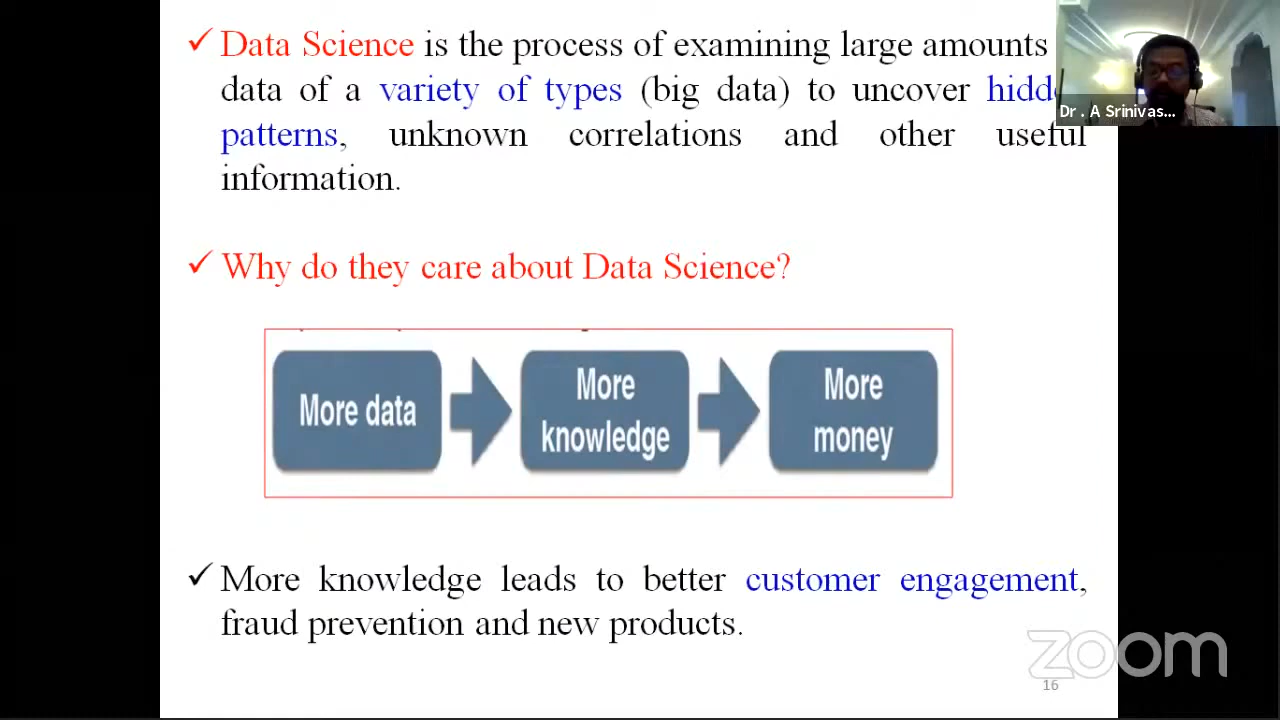 ✓ Data Science is the process of examining large amounts
data of a variety of types (big data) to uncover
patterns, unknown correlations and other useful
information.
Dr . A Srinivas...
✓ Why do they care about Data Science?
More data
More
knowledge
More
money
✓ More knowledge leads to better customer engagement,
fraud prevention and new products.
zoom
16